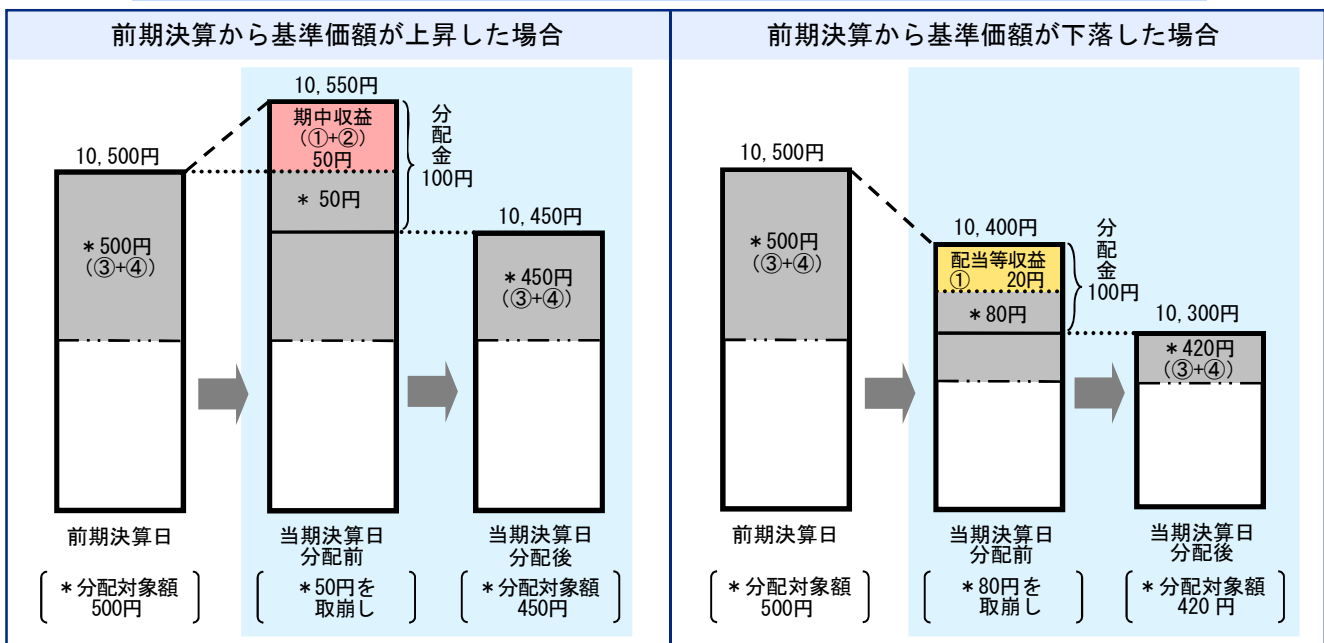 前期決算から基準価額が上昇した場合
10,550円
期中収益
(①+②)
50円
分配金
100円
10,500円
＊50円
10,450円
＊500円
(③+④)
＊450円
(③+④)
前期決算日
当期決算日
分配前
当期決算日
分配後
＊分配対象額
500円
＊50円を
取崩し
＊分配対象額
450円
前期決算から基準価額が下落した場合
10,500円
10,400円
分配金
100円
＊500円
(③+④)
配当等収益
① 20円
＊80円
10,300円
＊420円
(③+④)
前期決算日
当期決算日
分配前
当期決算日
分配後
＊分配対象額
500円
＊80円を
取崩し
＊分配対象額
420円